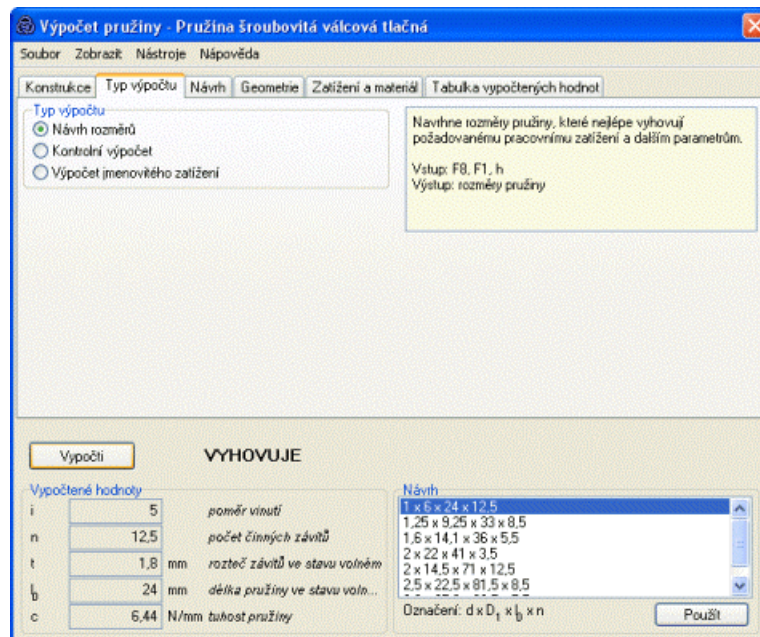 Výpočet pružiny - Pružina šroubovitá válcová tlačná
Soubor Zobrazit Nástroje Nápověda
Konstrukce Typ výpočtu Návrh Geometrie Zatížení a materiál Tabulka vypočtených hodnot
Typ výpočtu
Návrh rozměrů
Kontrolní výpočet
Výpočet jmenovitého zatížení
Navrhne rozměry pružiny, které nejlépe vyhovují
požadovanému pracovnímu zatížení a dalším parametrům.
Vstup: F8, F1, h
Výstup: rozměry pružiny
Vypočti
VYHOVUJE
Vypočtené hodnoty
i 5 poměr vinutí
n 12,5 počet činných závitů
t 1,8 mm rozteč závitů ve stavu volném
l₀ 24 mm délka pružiny ve stavu voln...
c 6,44 N/mm tuhost pružiny
Návrh
1 x 6 x 24 x 12,5
1,25 x 9,25 x 33 x 8,5
1,6 x 14,1 x 36 x 5,5
2 x 22 x 41 x 3,5
2 x 14,5 x 71 x 12,5
2,5 x 22,5 x 81,5 x 8,5
Označení: d x D₁ x l₀ x n
Použít